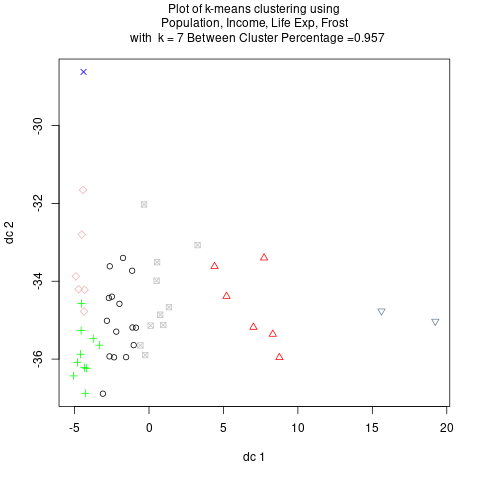 Plot of k-means clustering using
Population, Income, Life Exp, Frost
with k = 7 Between Cluster Percentage =0.957
dc 2
-30
-32
-34
-36
-5 0 5 10 15 20
dc 1